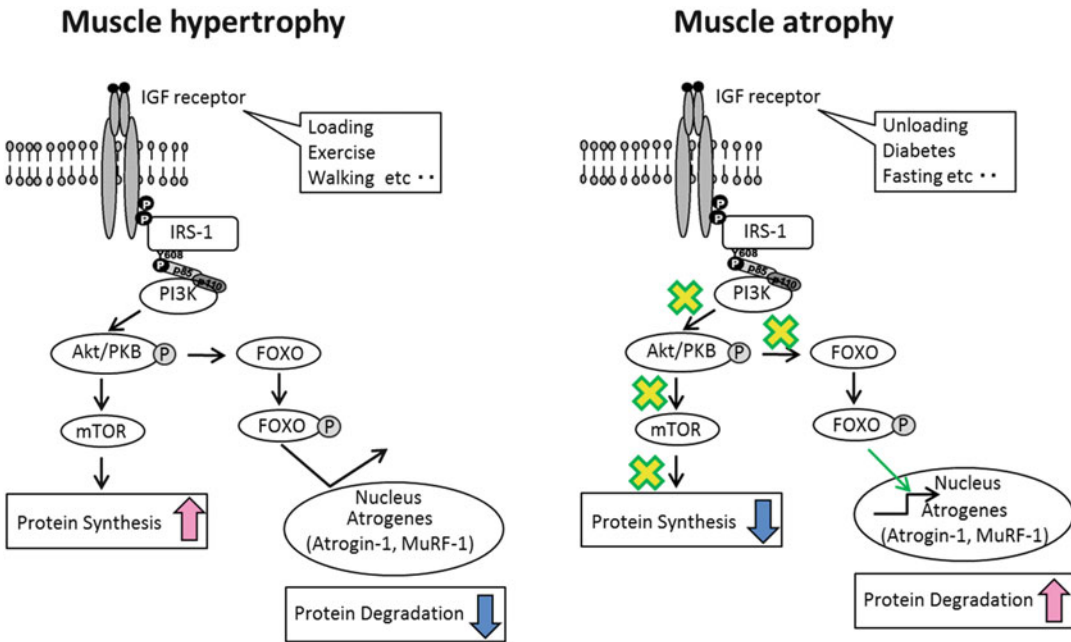 Muscle hypertrophy
IGF receptor
Loading
Exercise
Walking etc ・・
P
P
IRS-1
Y608
P
p85
p110
PI3K
Akt/PKB
P
FOXO
mTOR
FOXO
P
Protein Synthesis
Nucleus
Atrogenes
(Atrogin-1, MuRF-1)
Protein Degradation
Muscle atrophy
IGF receptor
Unloading
Diabetes
Fasting etc ・・
P
P
IRS-1
Y608
P
p85
p110
PI3K
Akt/PKB
P
FOXO
mTOR
FOXO
P
Protein Synthesis
Nucleus
Atrogenes
(Atrogin-1, MuRF-1)
Protein Degradation